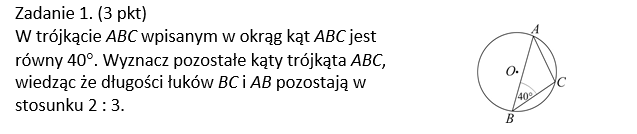 Zadanie 1. (3 pkt)
W trójkącie ABC wpisanym w okrąg kąt ABC jest
równy 40°. Wyznacz pozostałe kąty trójkąta ABC,
wiedząc że długości łuków BC i AB pozostają w
stosunku 2 : 3.
A
O
C
40°
B